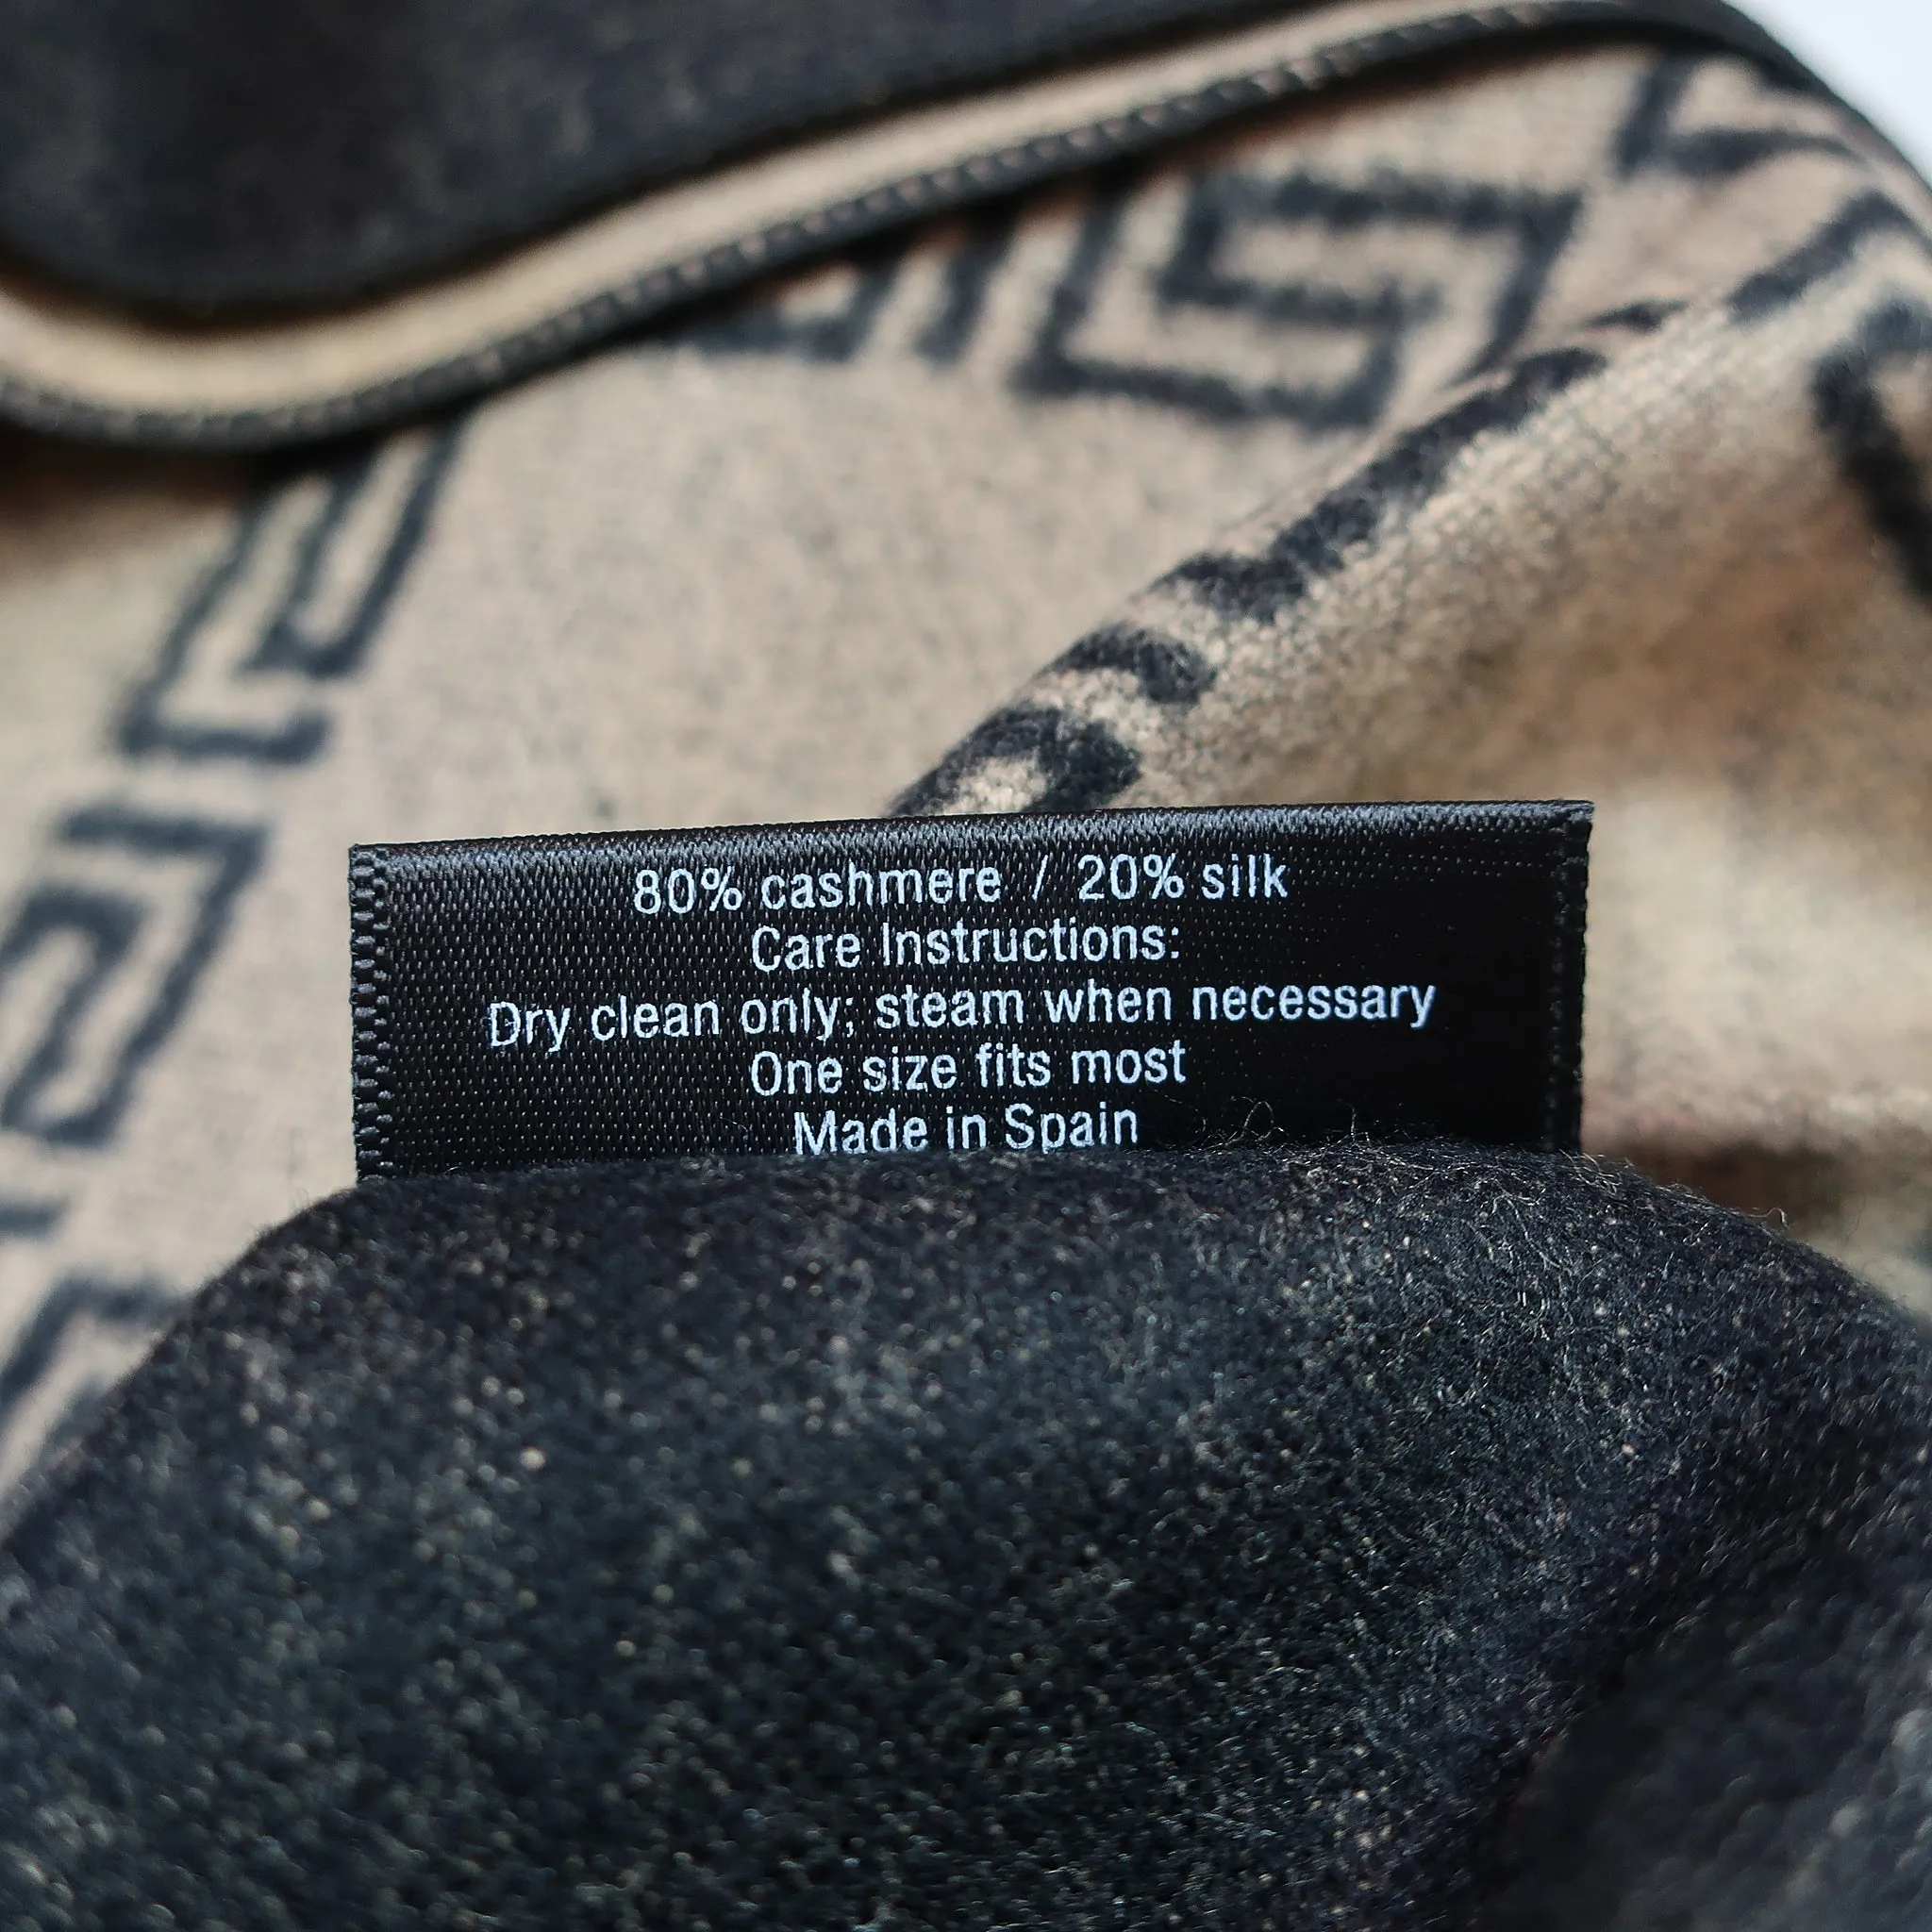 80% cashmere / 20% silk
Care Instructions:
Dry clean only; steam when necessary
One size fits most
Made in Spain